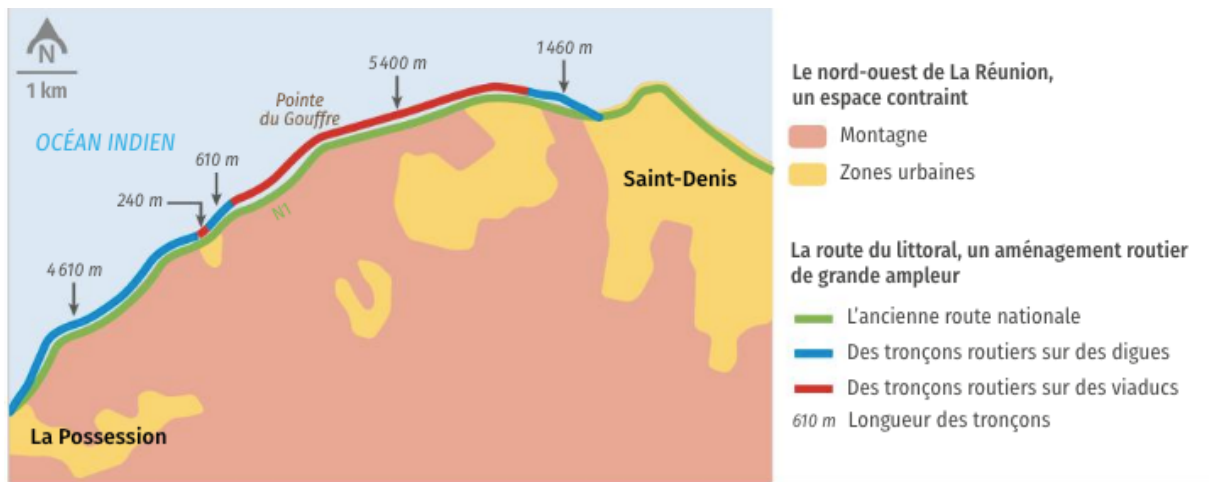 N
1 km
OCÉAN INDIEN
Pointe
du Gouffre
5 400 m
1 460 m
610 m
240 m
4 610 m
N1
Saint-Denis
La Possession
Le nord-ouest de La Réunion,
un espace contraint
Montagne
Zones urbaines
La route du littoral, un aménagement routier
de grande ampleur
L'ancienne route nationale
Des tronçons routiers sur des digues
Des tronçons routiers sur des viaducs
610 m Longueur des tronçons